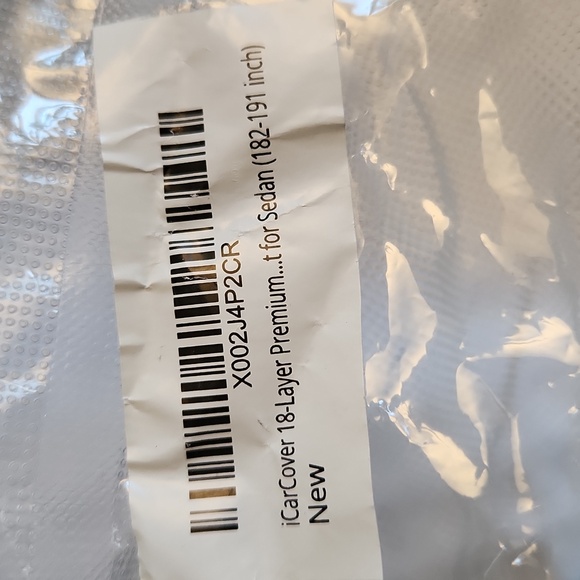 X002J4P2CR
iCarCover 18-Layer Premium...t for Sedan (182-191 inch)
New